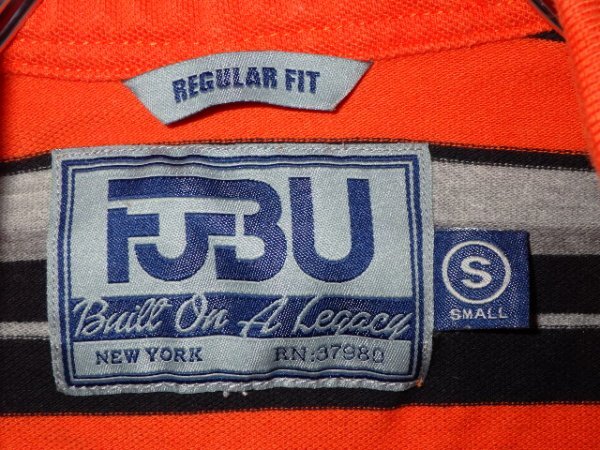 REGULAR FIT
FUBU
Built On A Legacy
NEW YORK RN:37980
S
SMALL